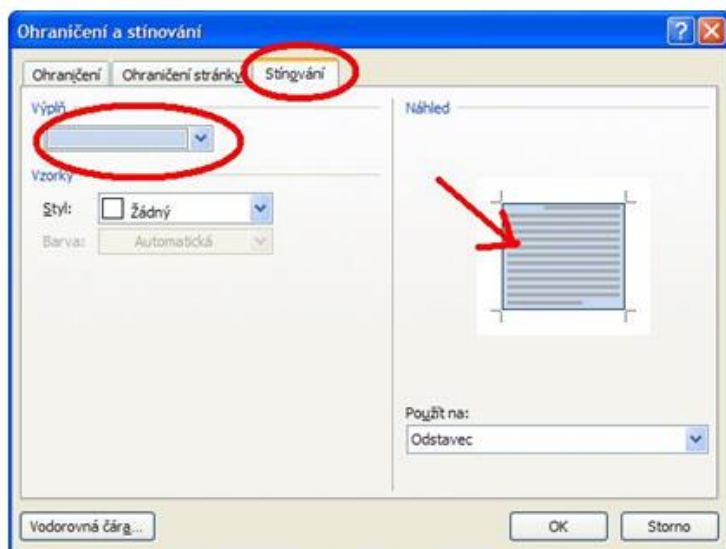 Ohraničení a stínování
Ohraničení
Ohraničení stránky
Stínování
Výplň
Vzorky
Styl:
Žádný
Barva:
Automatická
Náhled
Použít na:
Odstavec
Vodorovná čára...
OK
Storno